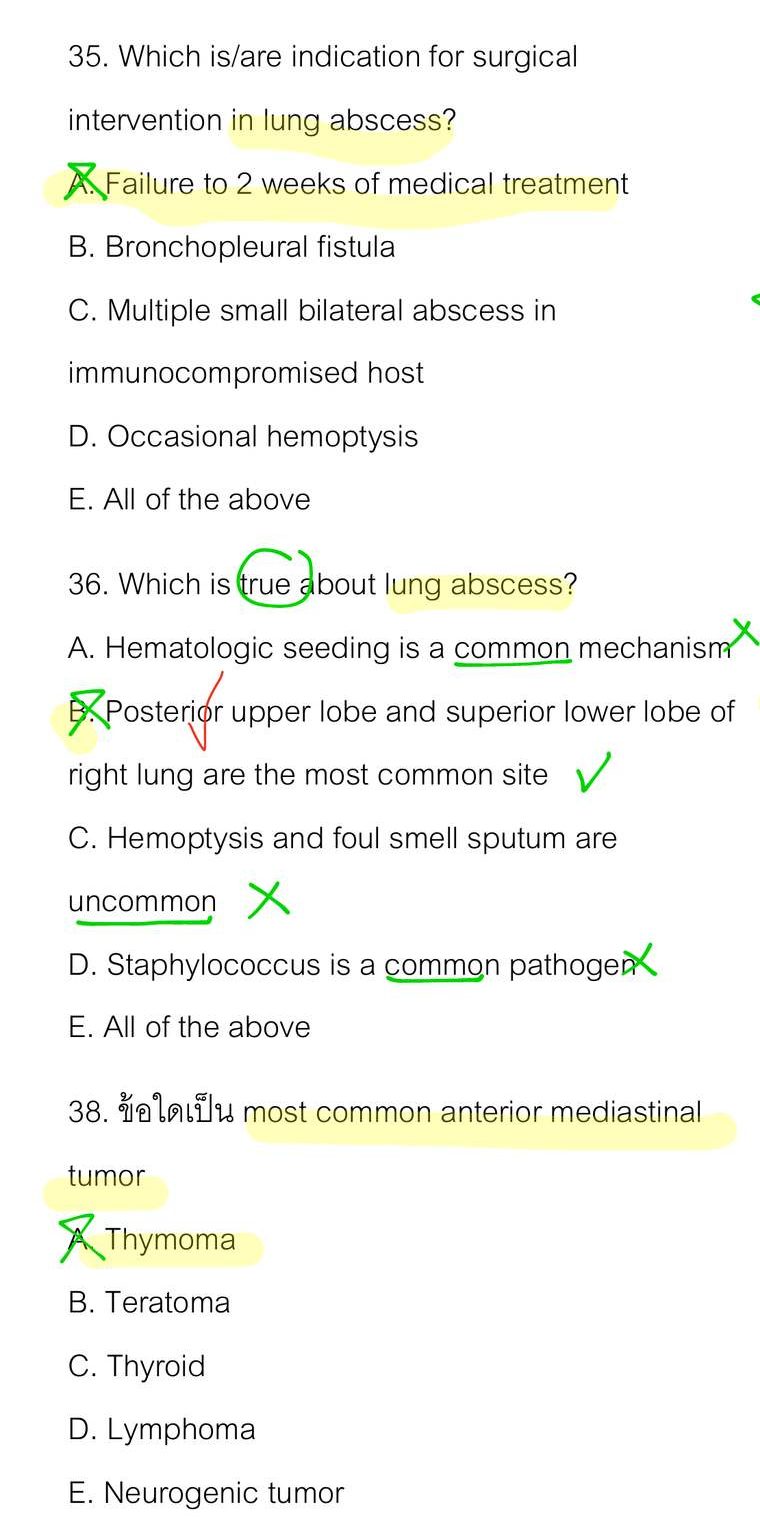 35. Which is/are indication for surgical
intervention in lung abscess?
A. Failure to 2 weeks of medical treatment
B. Bronchopleural fistula
C. Multiple small bilateral abscess in
immunocompromised host
D. Occasional hemoptysis
E. All of the above
36. Which is true about lung abscess?
A. Hematologic seeding is a common mechanism
B. Posterior upper lobe and superior lower lobe of
right lung are the most common site
C. Hemoptysis and foul smell sputum are
uncommon
D. Staphylococcus is a common pathogen
E. All of the above
38. ข้อใดเป็น most common anterior mediastinal
tumor
A. Thymoma
B. Teratoma
C. Thyroid
D. Lymphoma
E. Neurogenic tumor